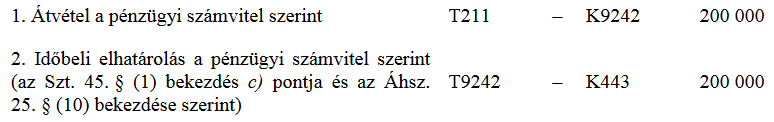 1. Átvétel a pénzügyi számvitel szerint T211 – K9242 200 000
2. Időbeli elhatárolás a pénzügyi számvitel szerint
(az Szt. 45. § (1) bekezdés c) pontja és az Áhsz. T9242 – K443 200 000
25. § (10) bekezdése szerint)